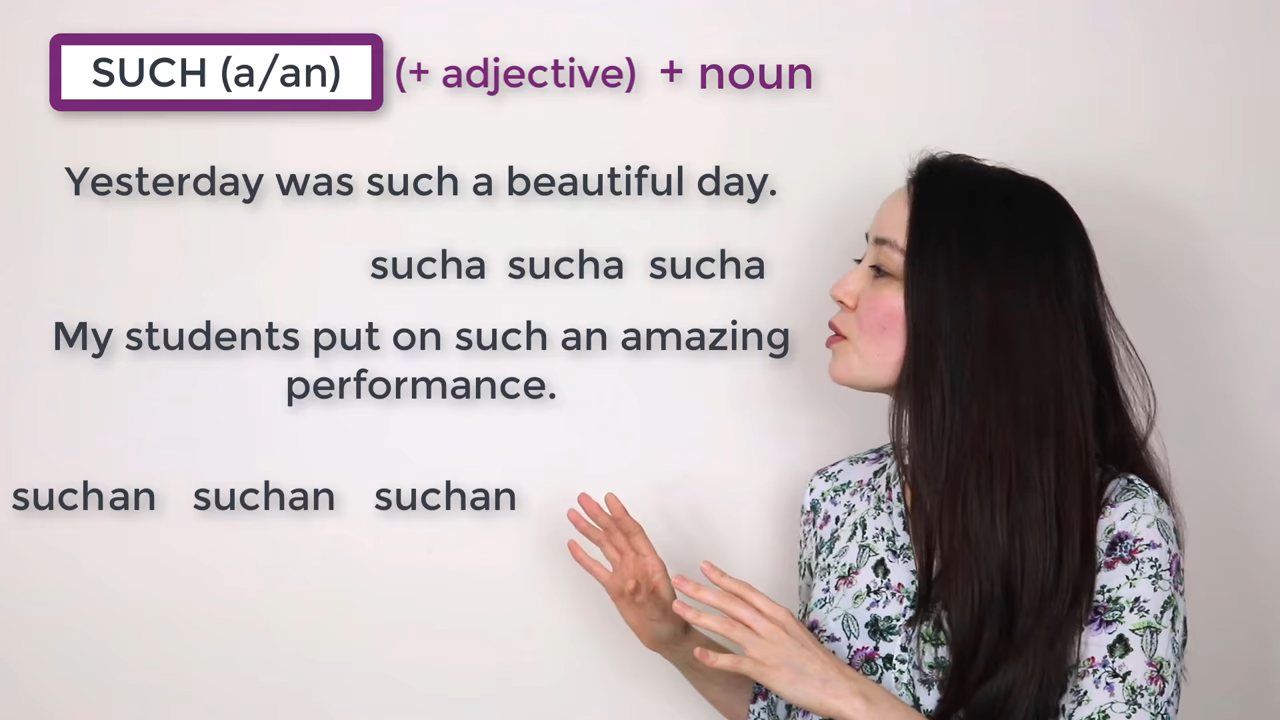 SUCH (a/an) (+ adjective) + noun
Yesterday was such a beautiful day.
sucha sucha sucha
My students put on such an amazing
performance.
suchan suchan suchan